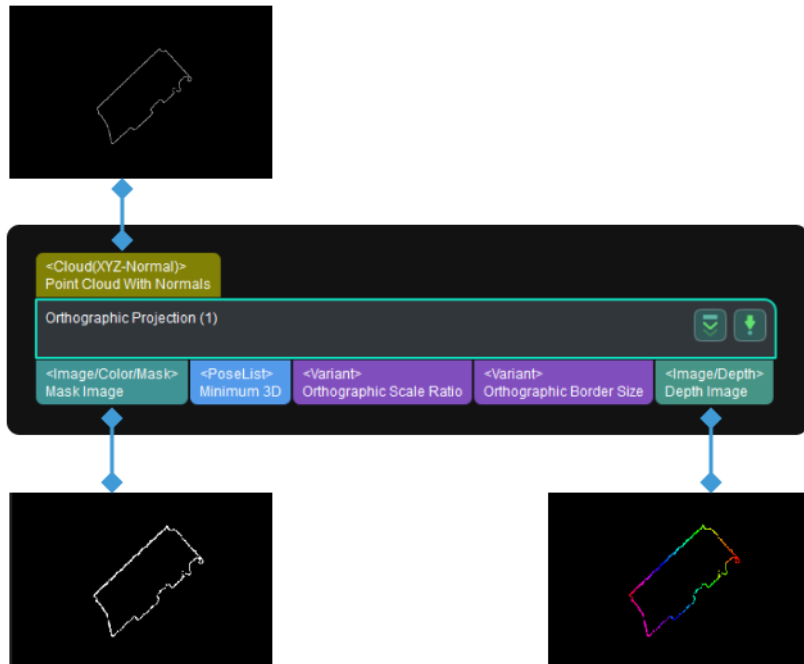 <Cloud(XYZ-Normal)>
Point Cloud With Normals
Orthographic Projection (1)
<Image/Color/Mask>
Mask Image
<PoseList>
Minimum 3D
<Variant>
Orthographic Scale Ratio
<Variant>
Orthographic Border Size
<Image/Depth>
Depth Image